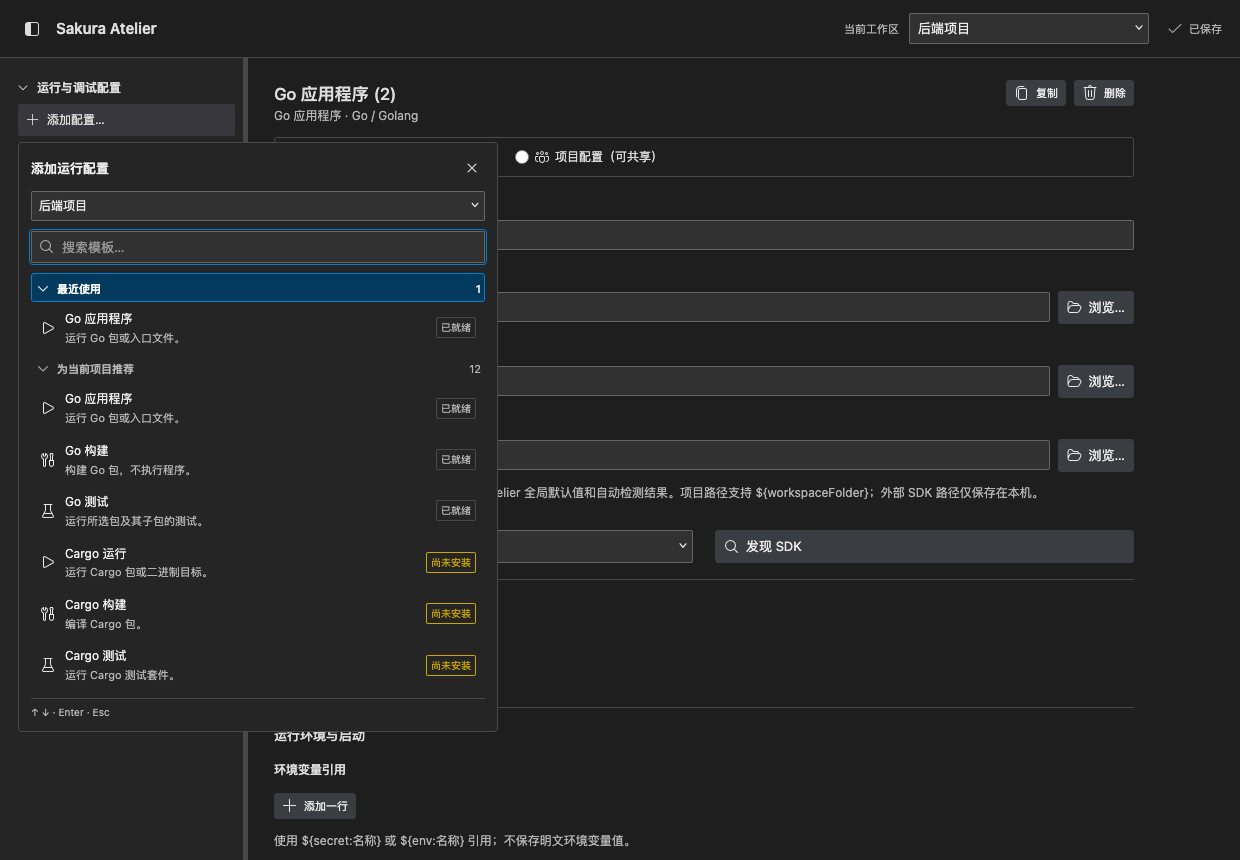 Sakura Atelier
当前工作区
后端项目
已保存
运行与调试配置
添加配置...
Go 应用程序 (2)
Go 应用程序 · Go / Golang
复制
删除
项目配置（可共享）
添加运行配置
后端项目
搜索模板...
最近使用
1
Go 应用程序
运行 Go 包或入口文件。
已就绪
为当前项目推荐
12
Go 应用程序
运行 Go 包或入口文件。
已就绪
Go 构建
构建 Go 包，不执行程序。
已就绪
Go 测试
运行所选包及其子包的测试。
已就绪
Cargo 运行
运行 Cargo 包或二进制目标。
尚未安装
Cargo 构建
编译 Cargo 包。
尚未安装
Cargo 测试
运行 Cargo 测试套件。
尚未安装
↑ ↓ · Enter · Esc
浏览...
浏览...
浏览...
elier 全局默认值和自动检测结果。项目路径支持 ${workspaceFolder}；外部 SDK 路径仅保存在本机。
发现 SDK
运行环境与启动
环境变量引用
添加一行
使用 ${secret:名称} 或 ${env:名称} 引用；不保存明文环境变量值。